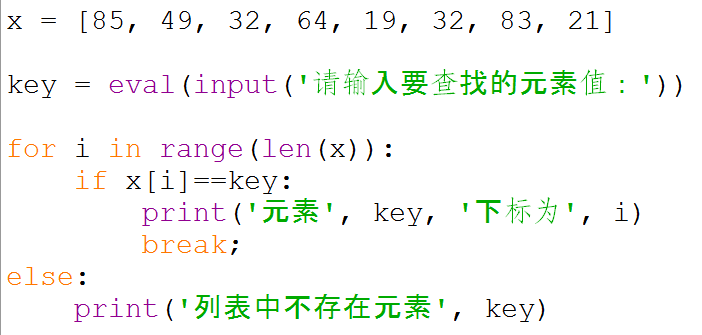 x = [85, 49, 32, 64, 19, 32, 83, 21]
key = eval(input('请输入要查找的元素值：'))
for i in range(len(x)):
    if x[i]==key:
        print('元素', key, '下标为', i)
        break;
else:
    print('列表中不存在元素', key)